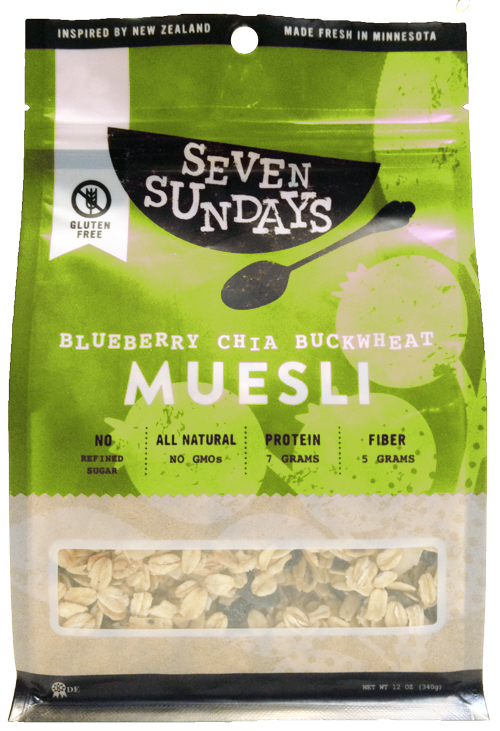 INSPIRED BY NEW ZEALAND
MADE FRESH IN MINNESOTA
SEVEN
SUNDAYS
GLUTEN
FREE
BLUEBERRY CHIA BUCKWHEAT
MUESLI
NO
REFINED
SUGAR
ALL NATURAL
NO GMOs
PROTEIN
7 GRAMS
FIBER
5 GRAMS
DE
NET WT 12 OZ (340g)